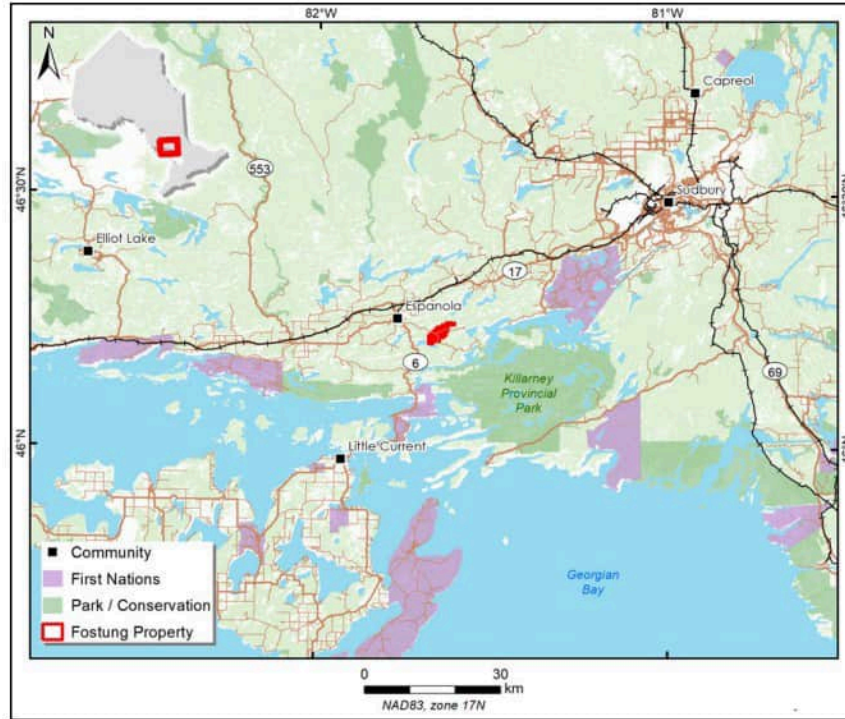 82°W
81°W
N
Capreol
553
46°30'N
Sudbury
Elliot Lake
17
Espanola
6
Killarney
Provincial
Park
69
46°N
Little Current
Community
First Nations
Park / Conservation
Fostung Property
Georgian
Bay
0
30
km
NAD83, zone 17N